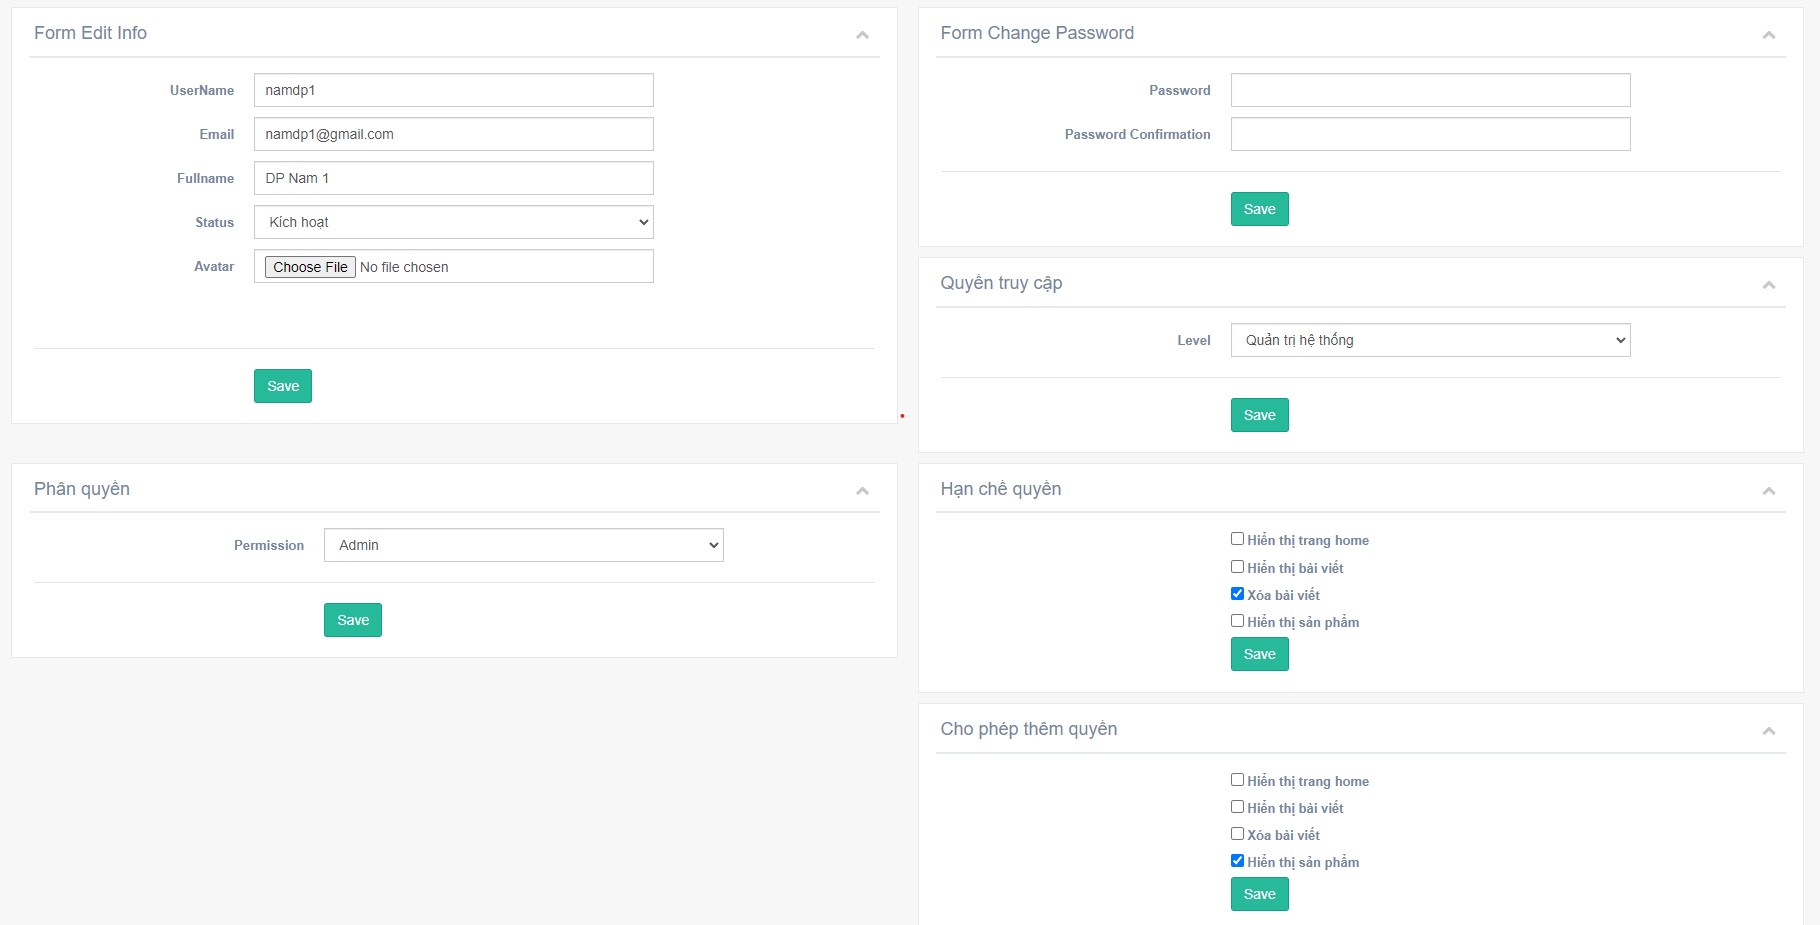 Form Edit Info
UserName
namdp1
Email
namdp1@gmail.com
Fullname
DP Nam 1
Status
Kích hoạt
Avatar
Choose File No file chosen
Save
Form Change Password
Password
Password Confirmation
Save
Quyền truy cập
Level
Quản trị hệ thống
Save
Phân quyền
Permission
Admin
Save
Hạn chế quyền
Hiển thị trang home
Hiển thị bài viết
Xóa bài viết
Hiển thị sản phẩm
Save
Cho phép thêm quyền
Hiển thị trang home
Hiển thị bài viết
Xóa bài viết
Hiển thị sản phẩm
Save